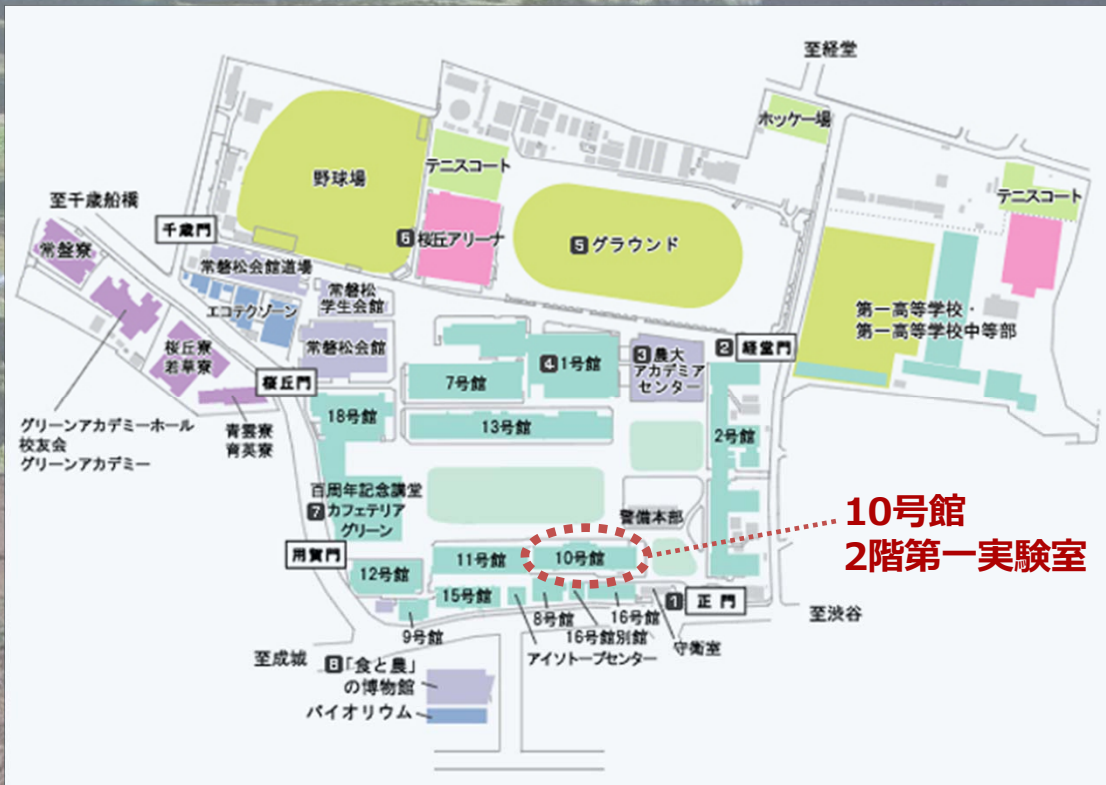 至経堂
ホッケー場
テニスコート
野球場
テニスコート
至千歳船橋
千歳門
6 桜丘アリーナ
5 グラウンド
常盤寮
常磐松会館道場
エコテクゾーン
常磐松
学生会館
第一高等学校・
第一高等学校中等部
桜丘寮
若草寮
常磐松会館
2 経堂門
3 農大
アカデミア
センター
4 1号館
桜丘門
7号館
18号館
13号館
2号館
グリーンアカデミーホール
校友会
グリーンアカデミー
青雲寮
育英寮
百周年記念講堂
7 カフェテリア
グリーン
警備本部
10号館
2階第一実験室
用賀門
11号館
10号館
12号館
15号館
8号館
16号館
1 正門
至渋谷
9号館
16号館別館
守衛室
アイソトープセンター
至成城
8 「食と農」
の博物館
バイオリウム